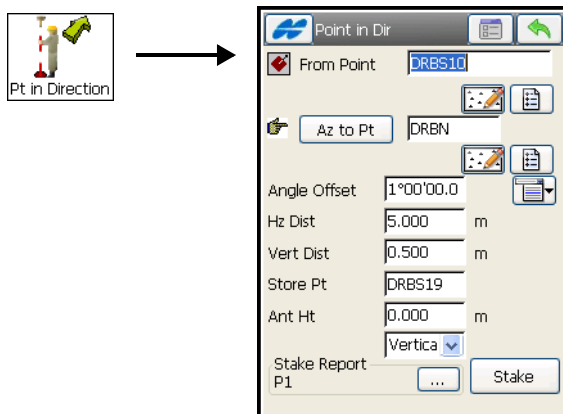 Pt in Direction
Point in Dir
From Point DRBS10
Az to Pt DRBN
Angle Offset 1°00'00.0
Hz Dist 5.000 m
Vert Dist 0.500 m
Store Pt DRBS19
Ant Ht 0.000 m
Vertica
Stake Report
P1 ... Stake